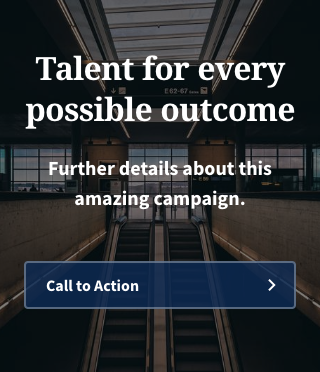 E62-67
Talent for every
possible outcome
Further details about this
amazing campaign.
Call to Action